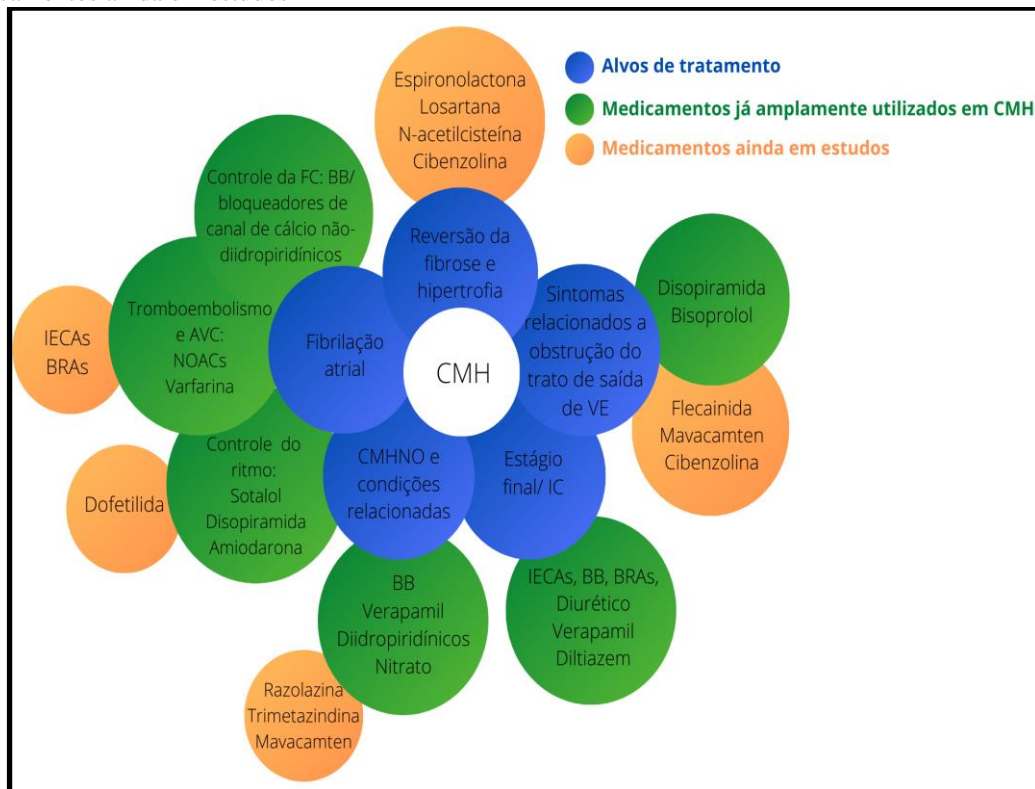 Alvos de tratamento
Medicamentos já amplamente utilizados em CMH
Medicamentos ainda em estudos
Espironolactona
Losartana
N-acetilcisteína
Cibenzolina
Controle da FC: BB/
bloqueadores de
canal de cálcio não-
diidropiridínicos
Reversão da
fibrose e
hipertrofia
Tromboembolismo
e AVC:
NOACs
Varfarina
IECAs
BRAs
Fibrilação
atrial
CMH
Sintomas
relacionados a
obstrução do
trato de saída
de VE
Disopiramida
Bisoprolol
Flecainida
Mavacamten
Cibenzolina
Controle do
ritmo:
Sotalol
Disopiramida
Amiodarona
Dofetilida
CMHNO e
condições
relacionadas
Estágio
final/ IC
BB
Verapamil
Diidropiridínicos
Nitrato
IECAs, BB, BRAs,
Diurético
Verapamil
Diltiazem
Razolazina
Trimetazindina
Mavacamten